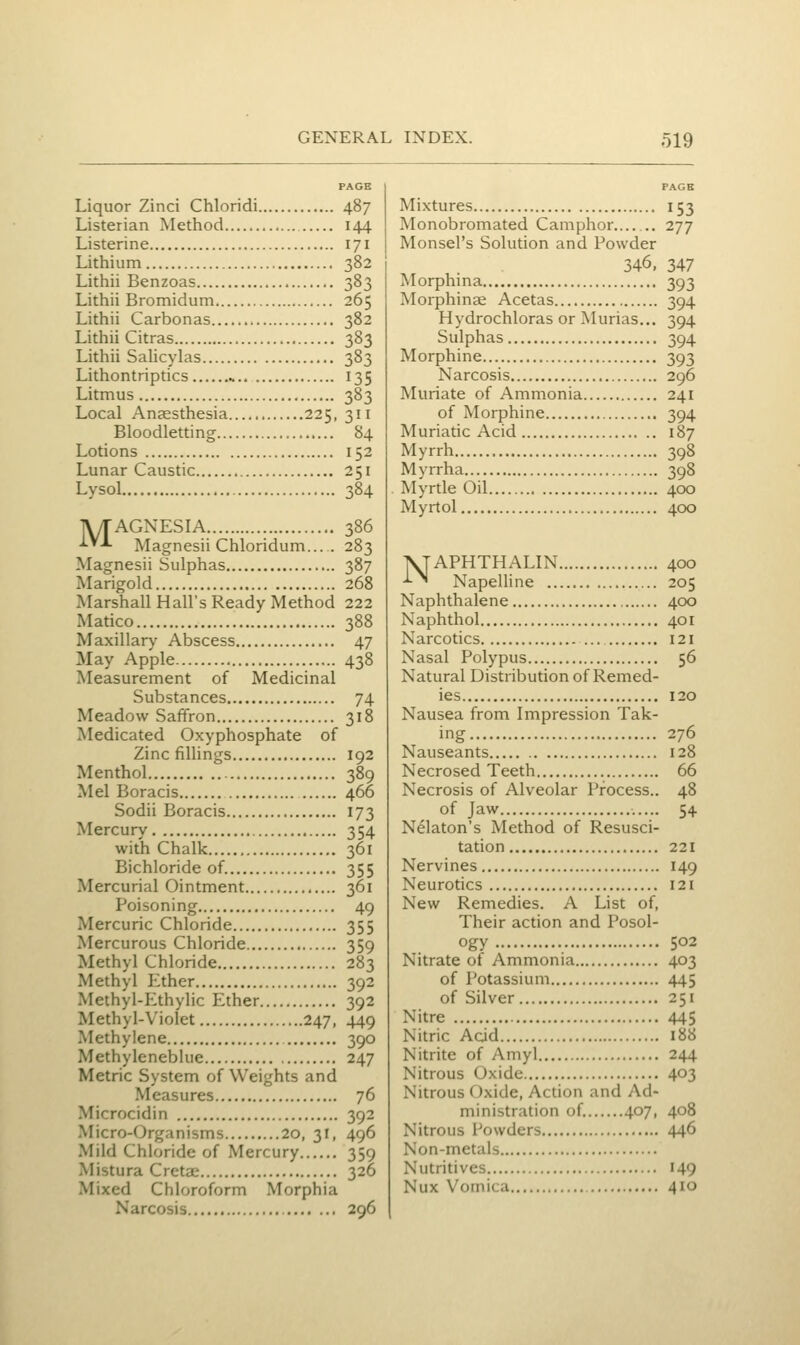 GENERAL INDEX. 519
PAGE
Liquor Zinci Chloridi............ 487
Listerian Method.................. 144
Listerine............................ 171
Lithium............................ 382
Lithii Benzoas..................... 383
Lithii Bromidum.................. 265
Lithii Carbonas................... 382
Lithii Citras........................ 383
Lithii Salicylas.................... 383
Lithontriptics..................... 135
Litmus............................. 383
Local Anæsthesia............225, 311
Bloodletting.................... 84
Lotions............................ 152
Lunar Caustic..................... 251
Lysol............................... 384
MAGNESIA..................... 386
Magnesii Chloridum..... 283
Magnesii Sulphas................. 387
Marigold........................... 268
Marshall Hall's Ready Method 222
Matico.............................. 388
Maxillary Abscess................ 47
May Apple......................... 438
Measurement of Medicinal
Substances................... 74
Meadow Saffron................... 318
Medicated Oxyphosphate of
Zinc fillings.................. 192
Menthol............................ 389
Mel Boracis........................ 466
Sodii Boracis.................. 173
Mercury............................ 354
with Chalk.................... 361
Bichloride of.................. 355
Mercurial Ointment.............. 361
Poisoning...................... 49
Mercuric Chloride................ 355
Mercurous Chloride.............. 359
Methyl Chloride................... 283
Methyl Ether...................... 392
Methyl-Ethylic Ether............ 392
Methyl-Violet.................247, 449
Methylene......................... 390
Methyleneblue.................... 247
Metric System of Weights and
Measures..................... 76
Microcidin......................... 392
Micro-Organisms.........20, 31, 496
Mild Chloride of Mercury...... 359
Mistura Cretæ..................... 326
Mixed Chloroform Morphia
Narcosis....................... 296
PAGE
Mixtures........................... 153
Monobromated Camphor....... 277
Monsel's Solution and Powder
346, 347
Morphina.......................... 393
Morphinæ Acetas................ 394
Hydrochloras or Murias... 394
Sulphas........................ 394
Morphine.......................... 393
Narcosis....................... 296
Muriate of Ammonia............ 241
of Morphine.................. 394
Muriatic Acid..................... 187
Myrrh.............................. 398
Myrrha............................. 398
Myrtle Oil......................... 400
Myrtol.............................. 400
NAPHTHALIN................ 400
Napelline..................... 205
Naphthalene...................... 400
Naphthol.......................... 401
Narcotics.......................... 121
Nasal Polypus.................... 56
Natural Distribution of Remed-
ies............................. 120
Nausea from Impression Tak-
ing............................ 276
Nauseants......................... 128
Necrosed Teeth.................. 66
Necrosis of Alveolar Process.. 48
of Jaw......................... 54
Nélaton's Method of Resusci-
tation......................... 221
Nervines........................... 149
Neurotics.......................... 121
New Remedies. A List of,
Their action and Posol-
ogy............................ 502
Nitrate of Ammonia............. 403
of Potassium................. 445
of Silver...................... 251
Nitre............................... 445
Nitric Acid........................ 188
Nitrite of Amyl................... 244
Nitrous Oxide.................... 403
Nitrous Oxide, Action and Ad-
ministration of.......407, 408
Nitrous Powders................. 446
Non-metals.......................
Nutritives......................... 149
Nux Vomica...................... 410